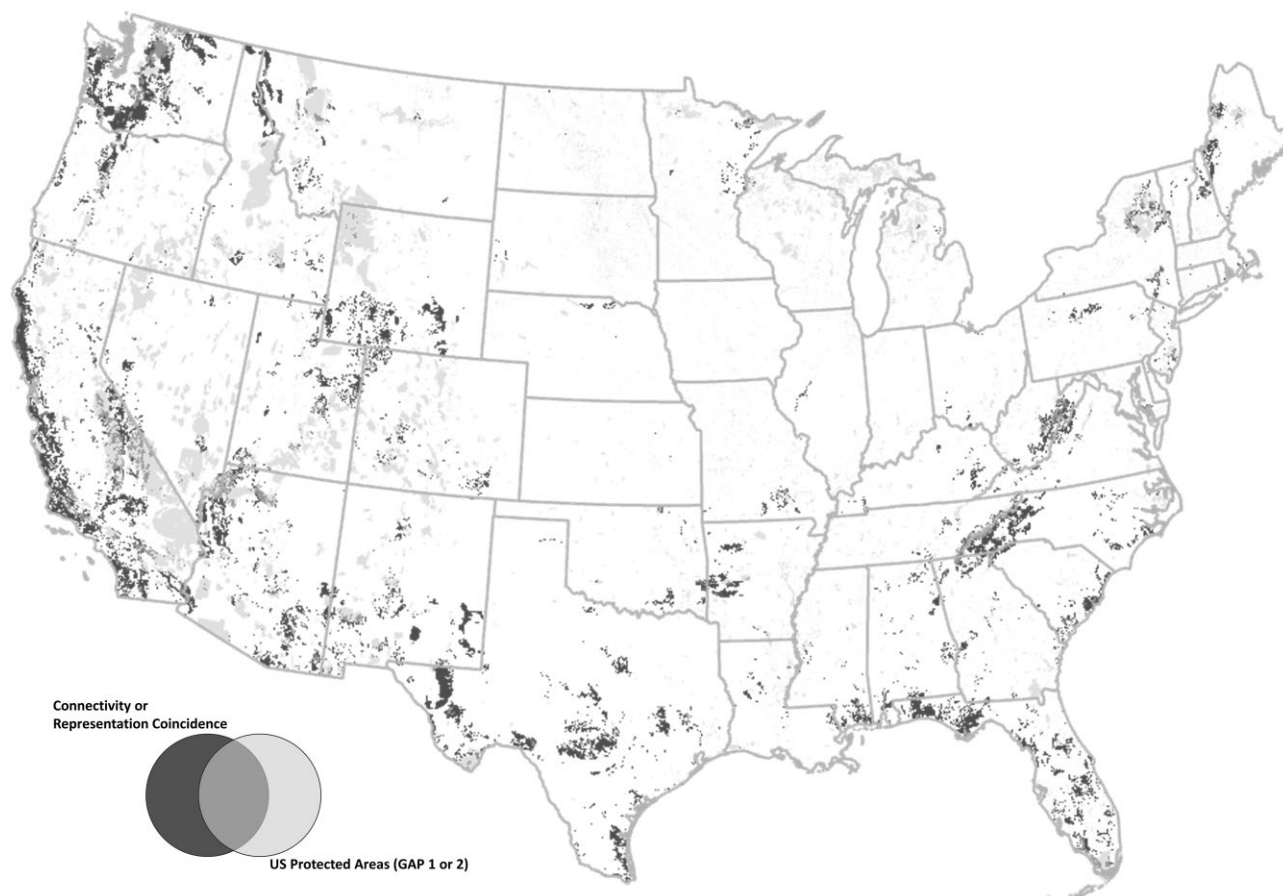 Connectivity or
Representation Coincidence
US Protected Areas (GAP 1 or 2)